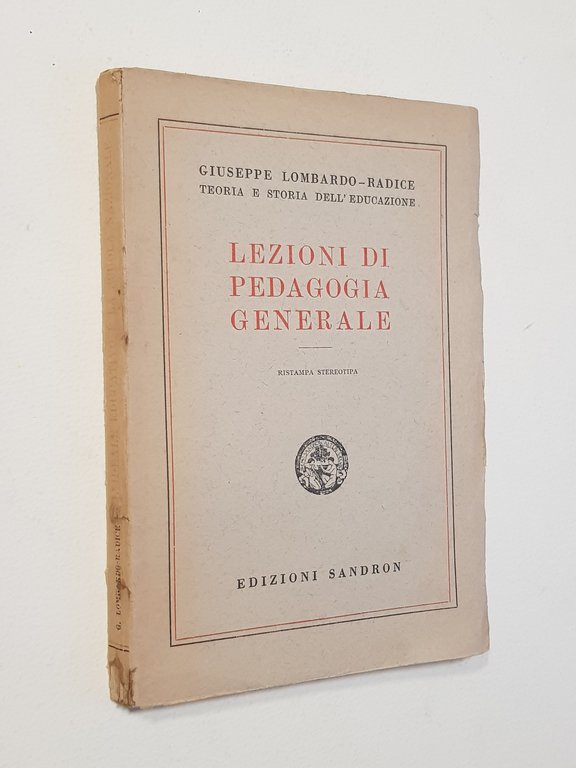 GIUSEPPE LOMBARDO-RADICE
TEORIA E STORIA DELL'EDUCAZIONE
LEZIONI DI
PEDAGOGIA
GENERALE
RISTAMPA STEREOTIPA
EDIZIONI SANDRON
G. LOMBARDO-RADICE